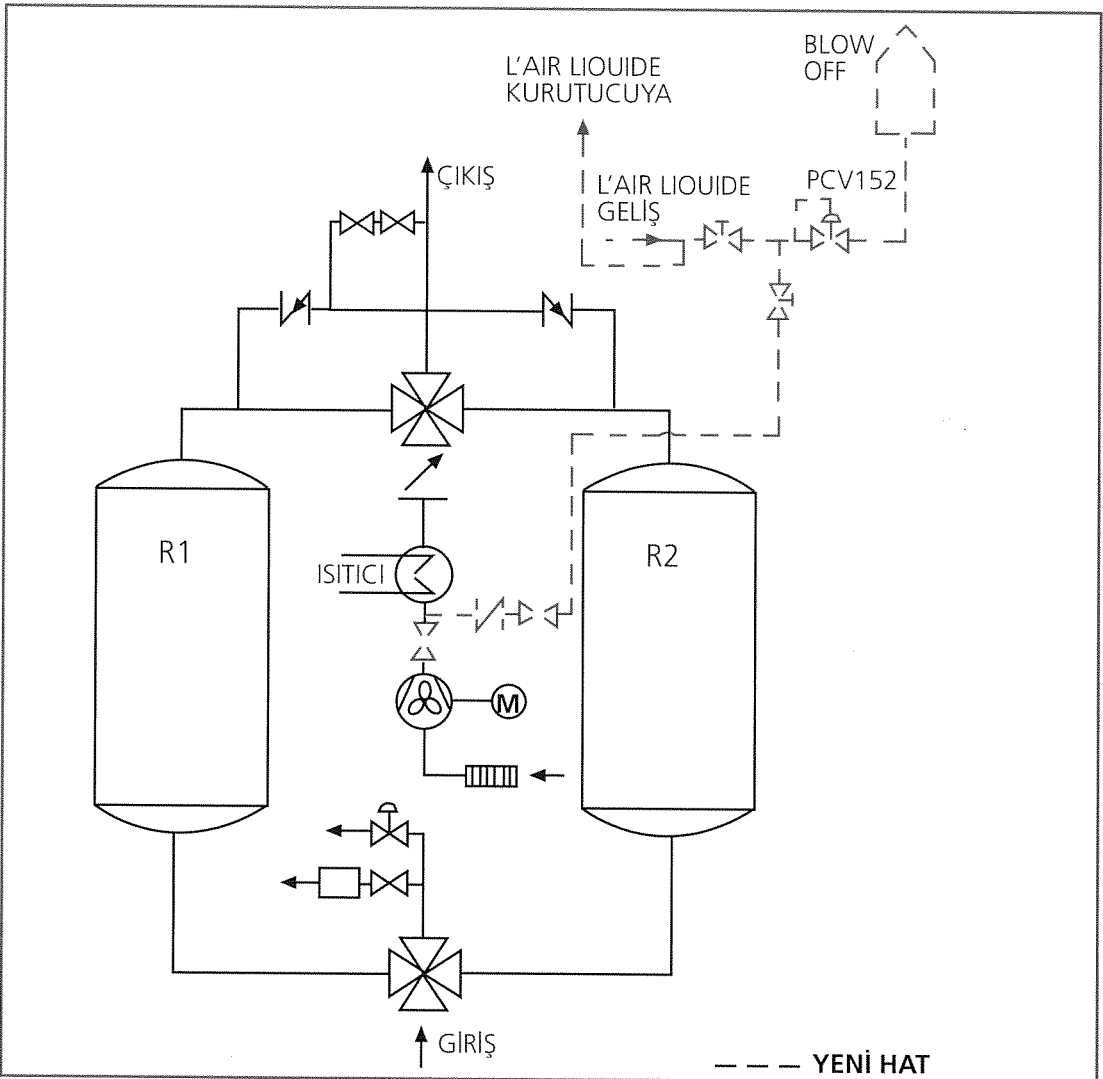 BLOW
OFF
L'AIR LIOUIDE
KURUTUCUYA
ÇIKIŞ
L'AIR LIOUIDE
GELİŞ
PCV152
R1
R2
ISITICI
M
GİRİŞ
YENİ HAT